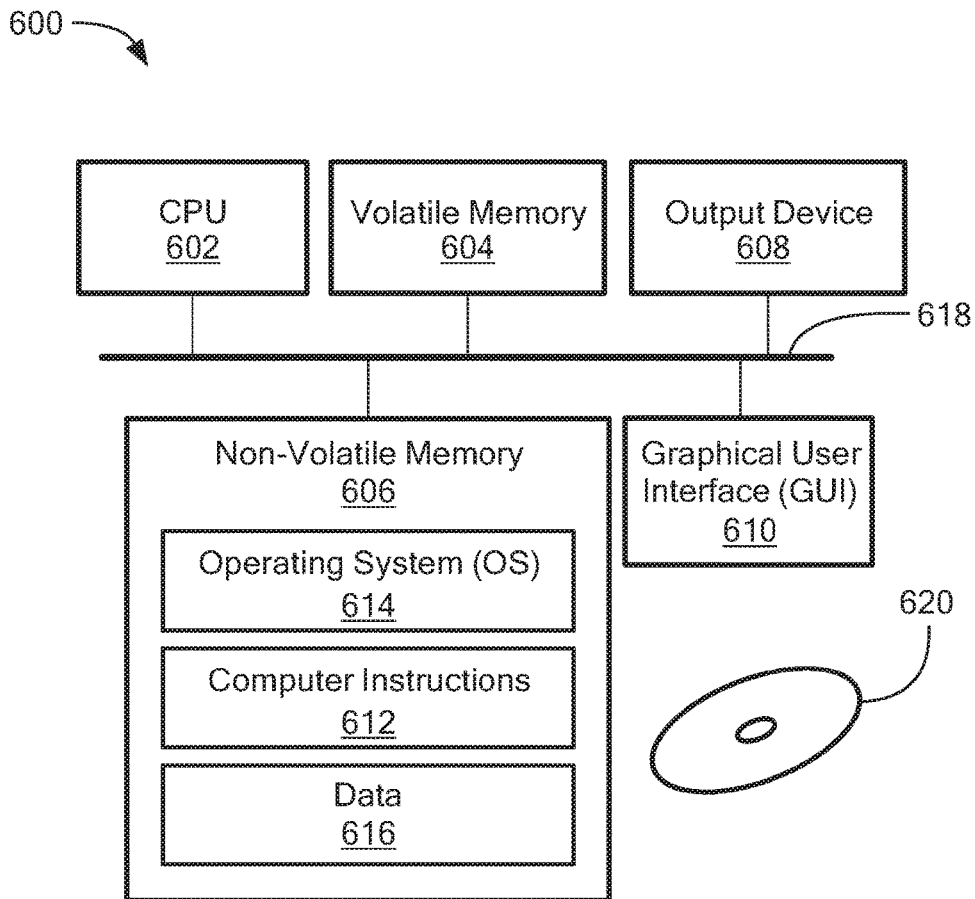 600
CPU
602
Volatile Memory
604
Output Device
608
618
Non-Volatile Memory
606
Graphical User
Interface (GUI)
610
Operating System (OS)
614
620
Computer Instructions
612
Data
616